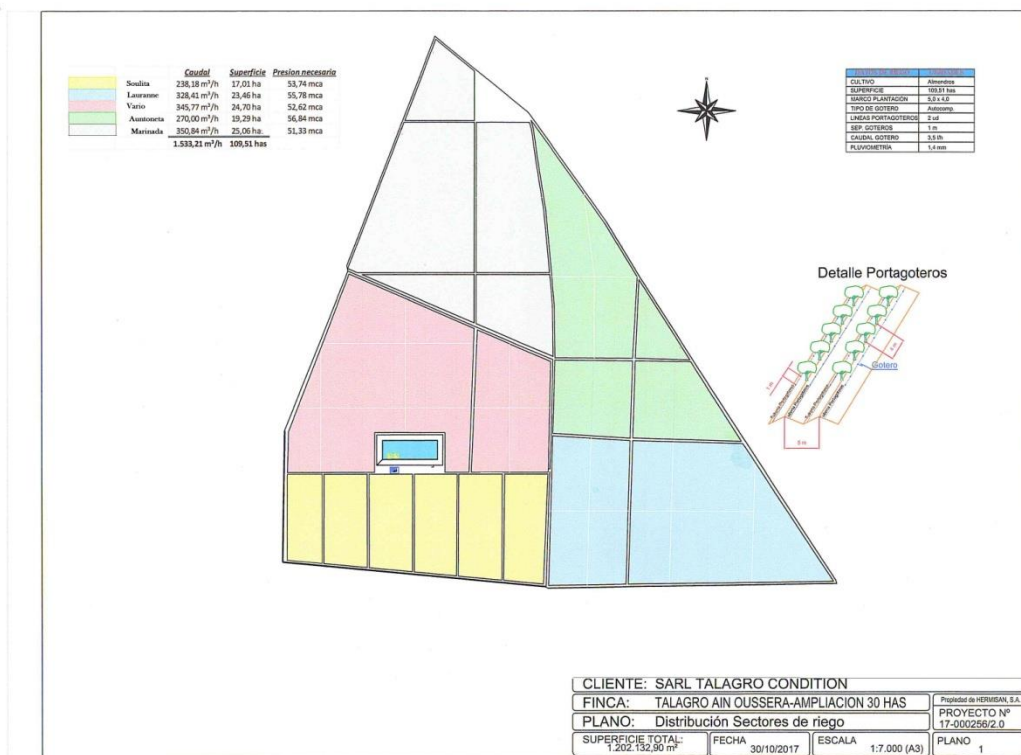 Caudal Superficie Presion necesaria
Soulita 238,18 m³/h 17,01 ha 53,74 mca
Lauranne 328,41 m³/h 23,46 ha 55,78 mca
Vario 345,77 m³/h 24,70 ha 52,62 mca
Auntoneta 270,00 m³/h 19,29 ha 56,84 mca
Marinada 350,84 m³/h 25,06 ha 51,33 mca
1.533,21 m³/h 109,51 has
CULTIVO Almendros
SUPERFICIE 109,51 has
MARCO PLANTACION 5,0 x 4,0
TIPO DE GOTERO Autocomp.
LINEAS PORTAGOTEROS 2 ud
SEP. GOTEROS 1 m
CAUDAL GOTERO 3,5 l/h
PLUVIOMETRÍA 1,4 mm
Detalle Portagoteros
Gotero
CLIENTE: SARL TALAGRO CONDITION
FINCA: TALAGRO AIN OUSSERA-AMPLIACION 30 HAS
Propiedad de HERMISAN, S.A.
PLANO: Distribución Sectores de riego
PROYECTO Nº
17-000256/2.0
SUPERFICIE TOTAL:
1.202.132,90 m²
FECHA
30/10/2017
ESCALA
1:7.000 (A3)
PLANO